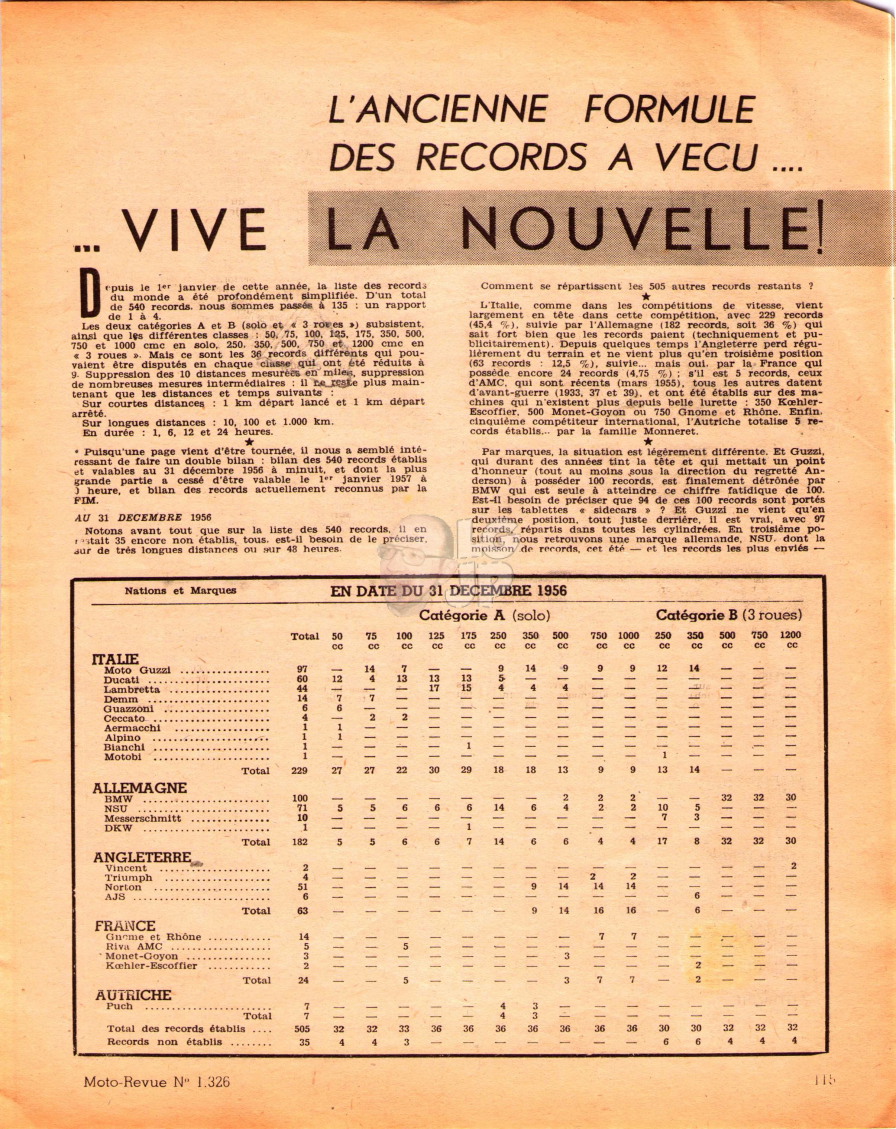 L'ANCIENNE FORMULE
DES RECORDS A VECU ....
... VIVE LA NOUVELLE!
Depuis le 1er janvier de cette année, la liste des records
du monde a été profondément simplifiée. D'un total
de 540 records, nous sommes passés à 135 : un rapport
de 1 à 4.
Les deux catégories A et B (solo et « 3 roues ») subsistent,
ainsi que les différentes classes : 50, 75, 100, 125, 175, 350, 500,
750 et 1000 cmc en solo, 250, 350, 500, 750 et 1200 cmc en
« 3 roues ». Mais ce sont les 36 records différents qui pou-
vaient être disputés en chaque classe qui ont été réduits à
9. Suppression des 10 distances mesurées en miles, suppression
de nombreuses mesures intermédiaires : il ne reste plus main-
tenant que les distances et temps suivants :
Sur courtes distances : 1 km départ lancé et 1 km départ
arrêté.
Sur longues distances : 10, 100 et 1.000 km.
En durée : 1, 6, 12 et 24 heures.
★
Puisqu'une page vient d'être tournée, il nous a semblé inté-
ressant de faire un double bilan : bilan des 540 records établis
et valables au 31 décembre 1956 à minuit, et dont la plus
grande partie a cessé d'être valable le 1er janvier 1957 à
0 heure, et bilan des records actuellement reconnus par la
FIM.
AU 31 DECEMBRE 1956
Notons avant tout que sur la liste des 540 records, il en
restait 35 encore non établis, tous, est-il besoin de le préciser,
sur de très longues distances ou sur 48 heures.
Comment se répartissent les 505 autres records restants ?
★
L'Italie, comme dans les compétitions de vitesse, vient
largement en tête dans cette compétition, avec 229 records
(45,4 %), suivie par l'Allemagne (182 records, soit 36 %) qui
sait fort bien que les records paient (techniquement et pu-
blicitairement). Depuis quelques temps l'Angleterre perd régu-
lièrement du terrain et ne vient plus qu'en troisième position
(63 records : 12,5 %), suivie... mais oui, par la France qui
possède encore 24 records (4,75 %) ; s'il est 5 records, ceux
d'AMC, qui sont récents (mars 1955), tous les autres datent
d'avant-guerre (1933, 37 et 39), et ont été établis sur des ma-
chines qui n'existent plus depuis belle lurette : 350 Kœhler-
Escoffier, 500 Monet-Goyon ou 750 Gnome et Rhône. Enfin,
cinquième compétiteur international, l'Autriche totalise 5 re-
cords établis... par la famille Monneret.
★
Par marques, la situation est légèrement différente. Et Guzzi,
qui durant des années tint la tête et qui mettait un point
d'honneur (tout au moins sous la direction du regretté An-
derson) à posséder 100 records, est finalement détrônée par
BMW qui est seule à atteindre ce chiffre fatidique de 100.
Est-il besoin de préciser que 94 de ces 100 records sont portés
sur les tablettes « sidecars » ? Et Guzzi ne vient qu'en
deuxième position, tout juste derrière, il est vrai, avec 97
records, répartis dans toutes les cylindrées. En troisième po-
sition, nous retrouvons une marque allemande, NSU, dont la
moisson de records, cet été — et les records les plus enviés —
Nations et Marques EN DATE DU 31 DECEMBRE 1956
Catégorie A (solo) Catégorie B (3 roues)
Total 50 75 100 125 175 250 350 500 750 1000 250 350 500 750 1200
cc cc cc cc cc cc cc cc cc cc cc cc cc cc cc
ITALIE
Moto Guzzi .................. 97 — 14 7 — — 9 14 9 9 9 12 14 — — —
Ducati .................. 60 12 4 13 13 13 5 — — — — — — — — —
Lambretta .................. 44 — — — 17 15 4 4 4 — — — — — — —
Demm .................. 14 7 7 — — — — — — — — — — — — —
Guazzoni .................. 6 6 — — — — — — — — — — — — — —
Ceccato .................. 4 — 2 2 — — — — — — — — — — — —
Aermacchi .................. 1 1 — — — — — — — — — — — — — —
Alpino .................. 1 1 — — — — — — — — — — — — — —
Bianchi .................. 1 — — — — 1 — — — — — — — — — —
Motobi .................. 1 — — — — — — — — — — 1 — — — —
Total 229 27 27 22 30 29 18 18 13 9 9 13 14 — — —
ALLEMAGNE
BMW .................. 100 — — — — — — — 2 2 2 — — 32 32 30
NSU .................. 71 5 5 6 6 6 14 6 4 2 2 10 5 — — —
Messerschmitt .................. 10 — — — — — — — — — — 7 3 — — —
DKW .................. 1 — — — — 1 — — — — — — — — — —
Total 182 5 5 6 6 7 14 6 6 4 4 17 8 32 32 30
ANGLETERRE
Vincent .................. 2 — — — — — — — — — — — — — — 2
Triumph .................. 4 — — — — — — — — 2 2 — — — — —
Norton .................. 51 — — — — — — 9 14 14 14 — — — — —
AJS .................. 6 — — — — — — — — — — — 6 — — —
Total 63 — — — — — — 9 14 16 16 — 6 — — —
FRANCE
Gnome et Rhône ............ 14 — — — — — — — — 7 7 — — — — —
Riva AMC .................. 5 — — 5 — — — — — — — — — — — —
Monet-Goyon .................. 3 — — — — — — — 3 — — — — — — —
Kœhler-Escoffier ............ 2 — — — — — — — — — — — 2 — — —
Total 24 — — 5 — — — — 3 7 7 — 2 — — —
AUTRICHE
Puch .................. 7 — — — — — 4 3 — — — — — — — —
Total 7 — — — — — 4 3 — — — — — — — —
Total des records établis .... 505 32 32 33 36 36 36 36 36 36 36 30 30 32 32 32
Records non établis ........ 35 4 4 3 — — — — — — — 6 6 4 4 4
Moto-Revue N° 1.326
115